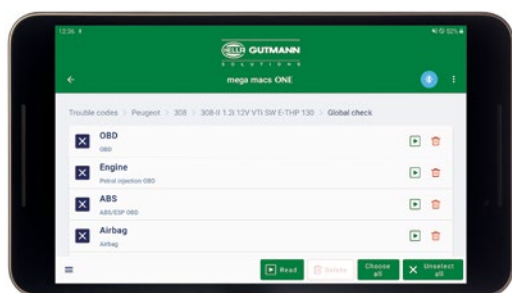 12:36
52%
HELLA GUTMANN
SOLUTIONS
mega macs ONE
Trouble codes > Peugeot > 308 > 308-II 1.2i 12V VTi SW E-THP 130 > Global check
OBD
OBD
Engine
Petrol injection OBD
ABS
ABS/ESP OBD
Airbag
Airbag
Read Delete Choose all Unselect all